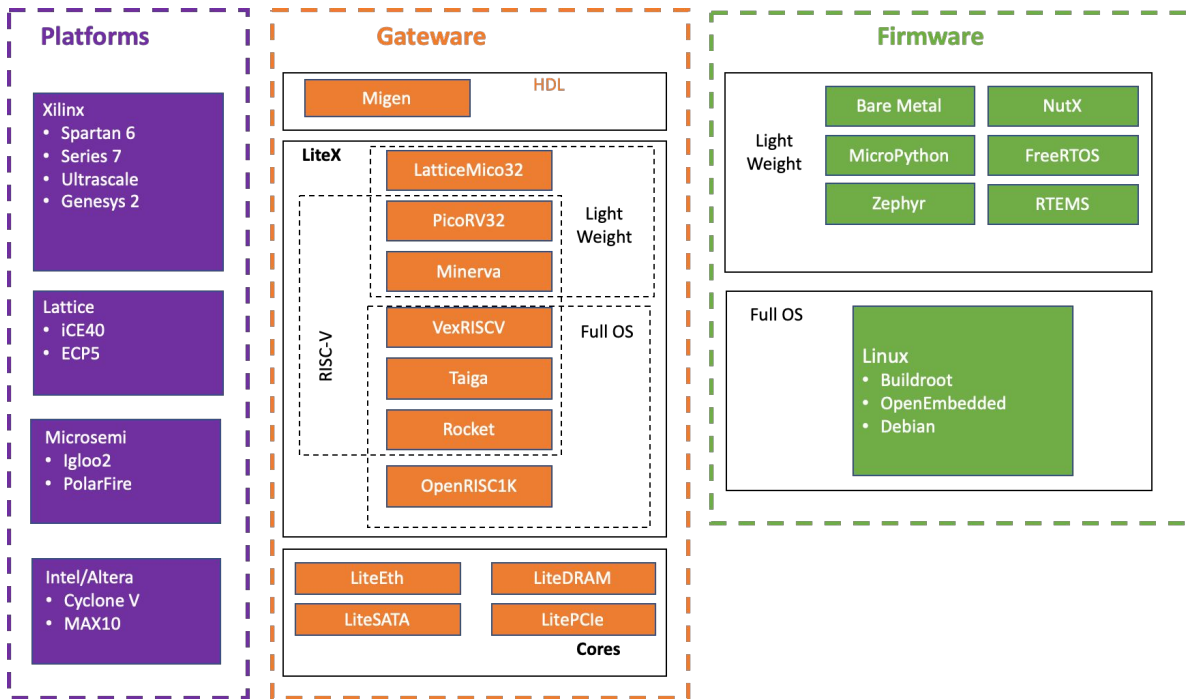 Platforms
Xilinx
• Spartan 6
• Series 7
• Ultrascale
• Genesys 2
Lattice
• iCE40
• ECP5
Microsemi
• Igloo2
• PolarFire
Intel/Altera
• Cyclone V
• MAX10
Gateware
HDL
Migen
LiteX
LatticeMico32
PicoRV32
Light
Weight
Minerva
VexRISCV
Full OS
RISC-V
Taiga
Rocket
OpenRISC1K
LiteEth
LiteDRAM
LiteSATA
LitePCIe
Cores
Firmware
Light
Weight
Bare Metal
NutX
MicroPython
FreeRTOS
Zephyr
RTEMS
Full OS
Linux
• Buildroot
• OpenEmbedded
• Debian